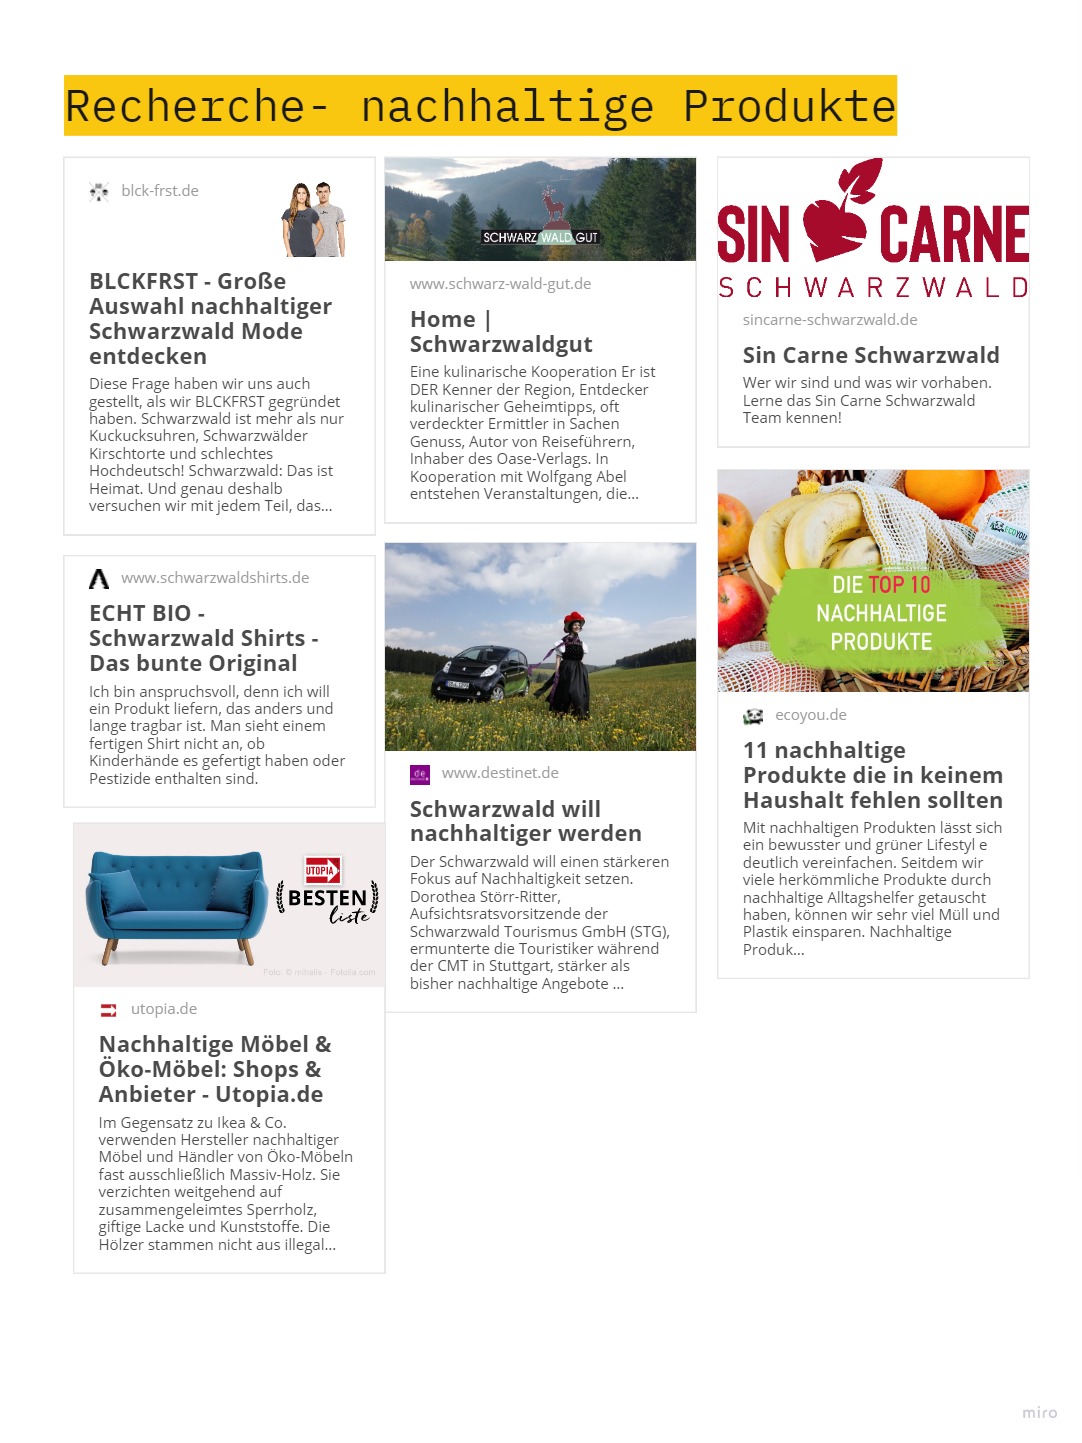 Recherche- nachhaltige Produkte
blck-frst.de
BLCKFRST - Große
Auswahl nachhaltiger
Schwarzwald Mode
entdecken
Diese Frage haben wir uns auch
gestellt, als wir BLCKFRST gegründet
haben. Schwarzwald ist mehr als nur
Kuckucksuhren, Schwarzwälder
Kirschtorte und schlechtes
Hochdeutsch! Schwarzwald: Das ist
Heimat. Und genau deshalb
versuchen wir mit jedem Teil, das...
www.schwarzwaldshirts.de
ECHT BIO -
Schwarzwald Shirts -
Das bunte Original
Ich bin anspruchsvoll, denn ich will
ein Produkt liefern, das anders und
lange tragbar ist. Man sieht einem
fertigen Shirt nicht an, ob
Kinderhände es gefertigt haben oder
Pestizide enthalten sind.
UTOPIA
BESTEN
liste
Foto: © mihalis - Fotolia.com
utopia.de
Nachhaltige Möbel &
Öko-Möbel: Shops &
Anbieter - Utopia.de
Im Gegensatz zu Ikea & Co.
verwenden Hersteller nachhaltiger
Möbel und Händler von Öko-Möbeln
fast ausschließlich Massiv-Holz. Sie
verzichten weitgehend auf
zusammengeleimtes Sperrholz,
giftige Lacke und Kunststoffe. Die
Hölzer stammen nicht aus illegal...
SCHWARZ WALD GUT
www.schwarz-wald-gut.de
Home |
Schwarzwaldgut
Eine kulinarische Kooperation Er ist
DER Kenner der Region, Entdecker
kulinarischer Geheimtipps, oft
verdeckter Ermittler in Sachen
Genuss, Autor von Reiseführern,
Inhaber des Oase-Verlags. In
Kooperation mit Wolfgang Abel
entstehen Veranstaltungen, die...
de
www.destinet.de
Schwarzwald will
nachhaltiger werden
Der Schwarzwald will einen stärkeren
Fokus auf Nachhaltigkeit setzen.
Dorothea Störr-Ritter,
Aufsichtsratsvorsitzende der
Schwarzwald Tourismus GmbH (STG),
ermunterte die Touristiker während
der CMT in Stuttgart, stärker als
bisher nachhaltige Angebote ...
SIN CARNE
SCHWARZWALD
sincarne-schwarzwald.de
Sin Carne Schwarzwald
Wer wir sind und was wir vorhaben.
Lerne das Sin Carne Schwarzwald
Team kennen!
ECOYOU
DIE TOP 10
NACHHALTIGE
PRODUKTE
ecoyou.de
11 nachhaltige
Produkte die in keinem
Haushalt fehlen sollten
Mit nachhaltigen Produkten lässt sich
ein bewusster und grüner Lifestyl e
deutlich vereinfachen. Seitdem wir
viele herkömmliche Produkte durch
nachhaltige Alltagshelfer getauscht
haben, können wir sehr viel Müll und
Plastik einsparen. Nachhaltige
Produk...
miro